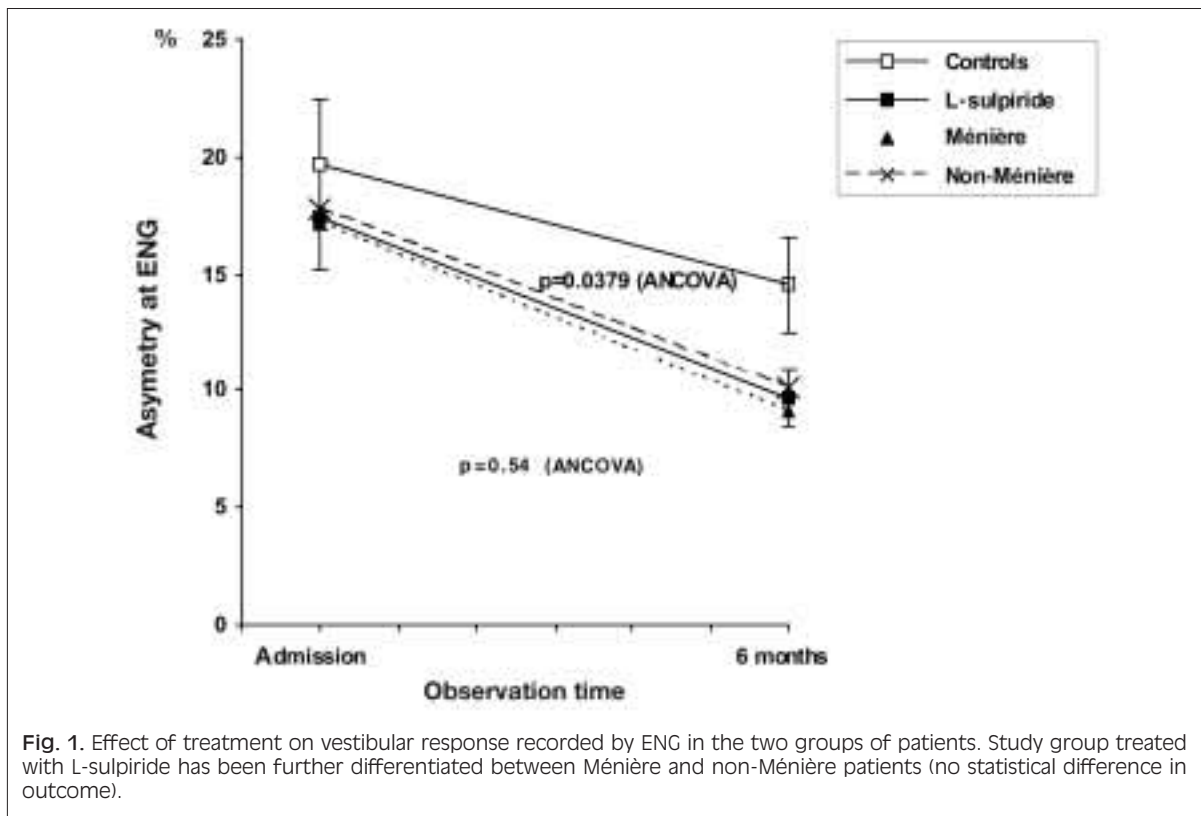 %
25
20
15
10
5
0
Asymetry at ENG
Controls
L-sulpiride
Ménière
Non-Ménière
p=0.0379 (ANCOVA)
p=0.54 (ANCOVA)
Admission
6 months
Observation time
Fig. 1. Effect of treatment on vestibular response recorded by ENG in the two groups of patients. Study group treated
with L-sulpiride has been further differentiated between Ménière and non-Ménière patients (no statistical difference in
outcome).